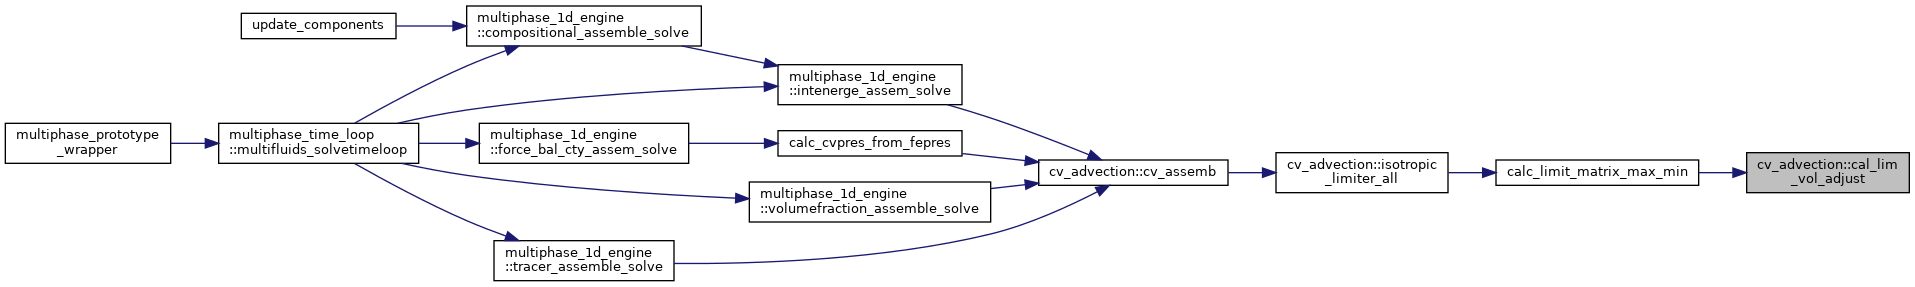 update_components
multiphase_1d_engine
::compositional_assemble_solve
multiphase_1d_engine
::intenerge_assem_solve
multiphase_prototype
_wrapper
multiphase_time_loop
::multifluids_solvetimeloop
multiphase_1d_engine
::force_bal_cty_assem_solve
calc_cvpres_from_fepres
cv_advection::cv_assemb
cv_advection::isotropic
_limiter_all
calc_limit_matrix_max_min
cv_advection::cal_lim
_vol_adjust
multiphase_1d_engine
::volumefraction_assemble_solve
multiphase_1d_engine
::tracer_assemble_solve